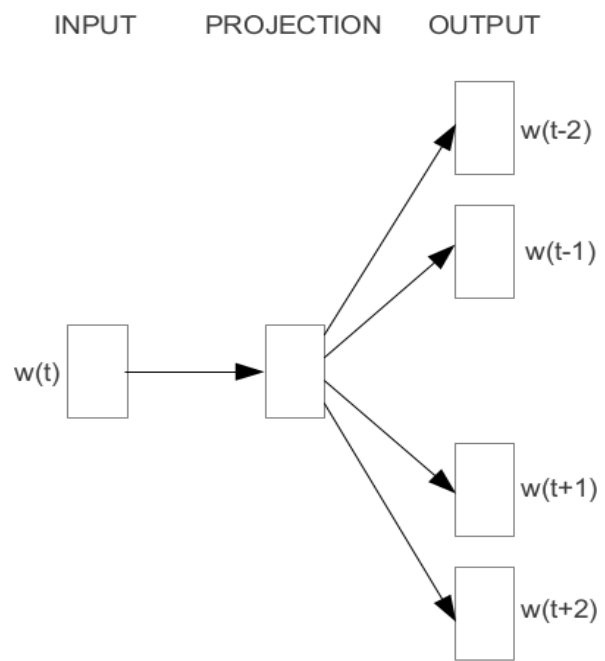 INPUT PROJECTION OUTPUT
w(t-2)
w(t-1)
w(t)
w(t+1)
w(t+2)